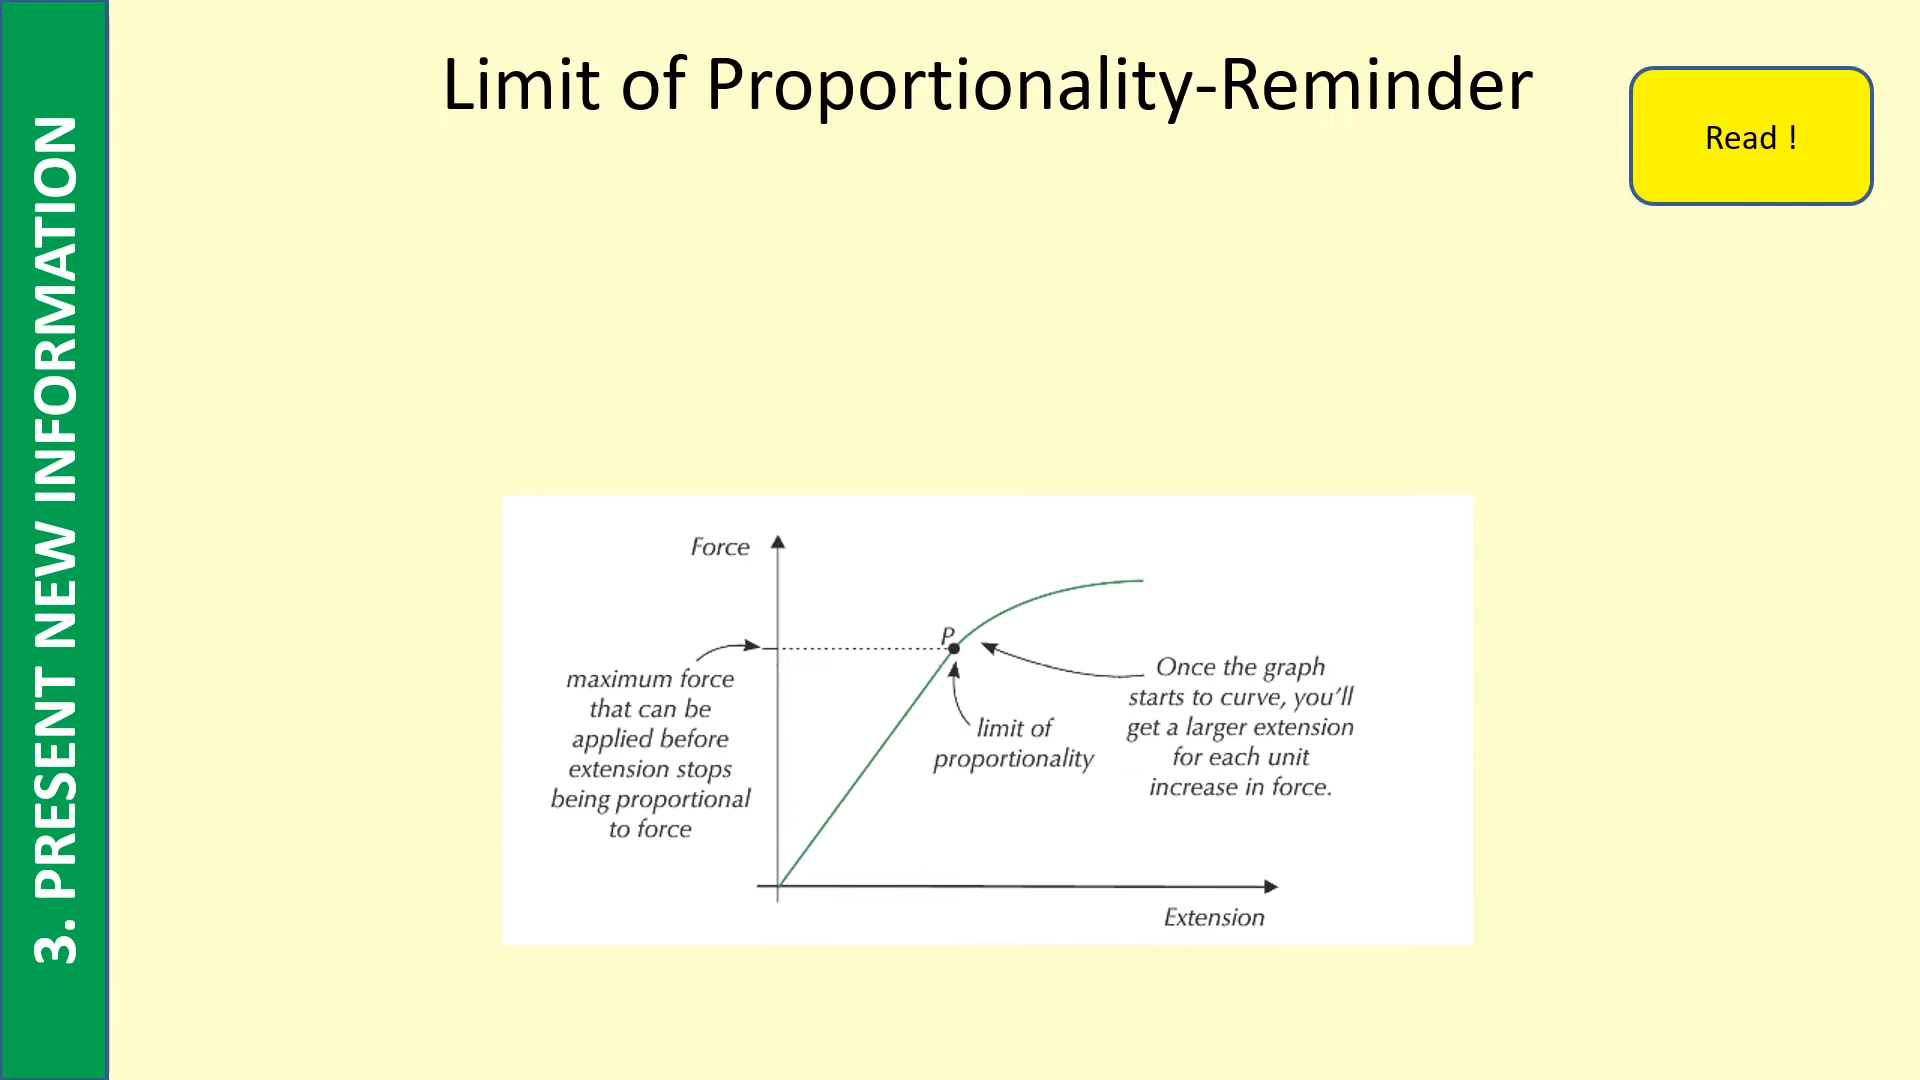 3. PRESENT NEW INFORMATION
Limit of Proportionality-Reminder
Read !
Force
P
maximum force
that can be
applied before
extension stops
being proportional
to force
limit of
proportionality
Once the graph
starts to curve, you'll
get a larger extension
for each unit
increase in force.
Extension